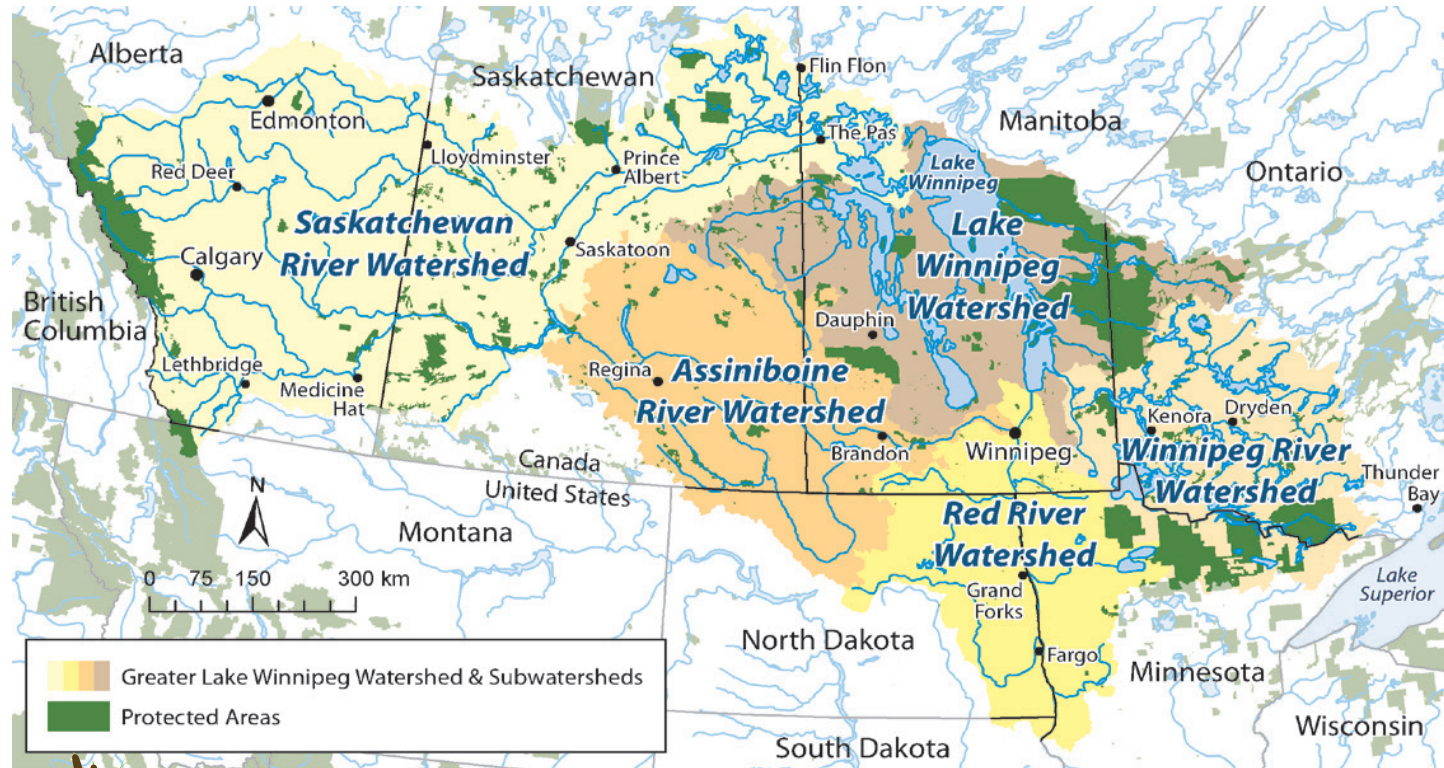 Alberta
Saskatchewan
Flin Flon
Manitoba
Ontario
Edmonton
Lloydminster
The Pas
Prince
Albert
Red Deer
Lake
Winnipeg
Saskatchewan
River Watershed
Saskatoon
Lake
Winnipeg
Watershed
Calgary
British
Columbia
Dauphin
Lethbridge
Medicine
Hat
Regina
Assiniboine
River Watershed
Brandon
Winnipeg
Kenora
Dryden
Winnipeg River
Watershed
Thunder
Bay
Canada
United States
N
Montana
Red River
Watershed
0 75 150 300 km
Grand
Forks
Lake
Superior
North Dakota
Fargo
Minnesota
Wisconsin
South Dakota
Greater Lake Winnipeg Watershed & Subwatersheds
Protected Areas